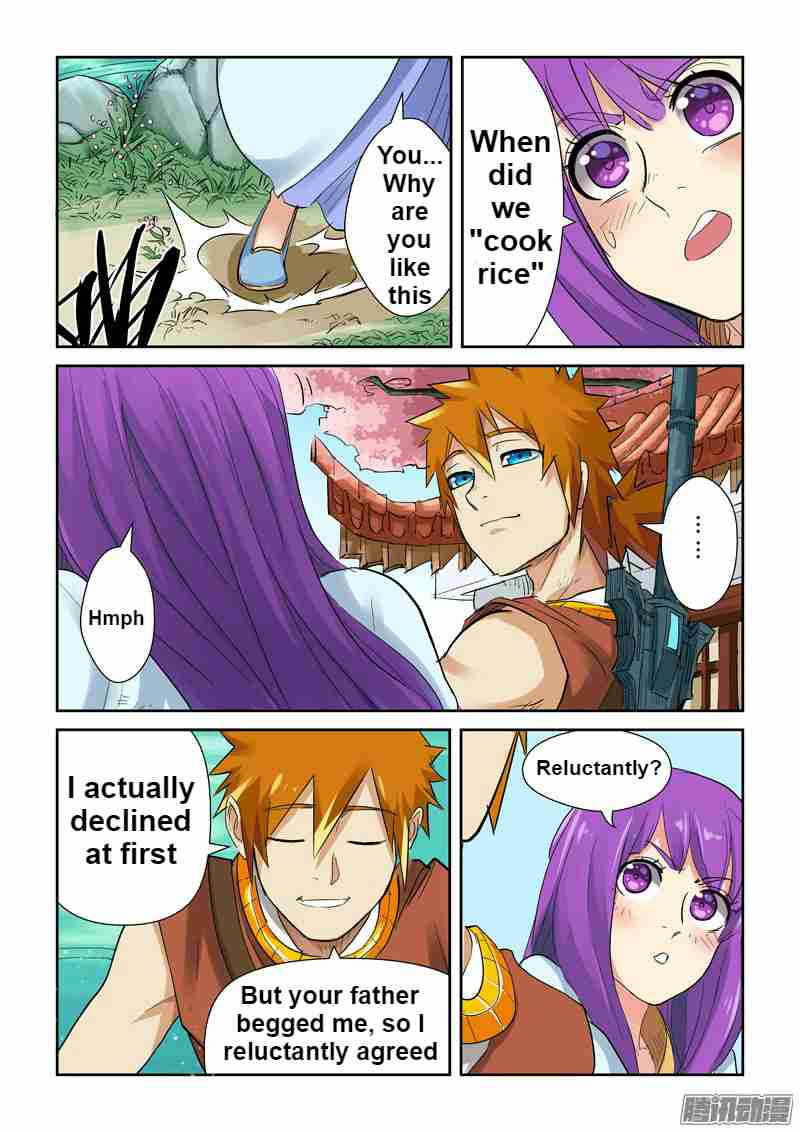 You...
Why
are
you
like
this
When
did
we
"cook
rice"
Hmph
......
I actually
declined
at first
But your father
begged me, so I
reluctantly agreed
Reluctantly?
腾讯动漫